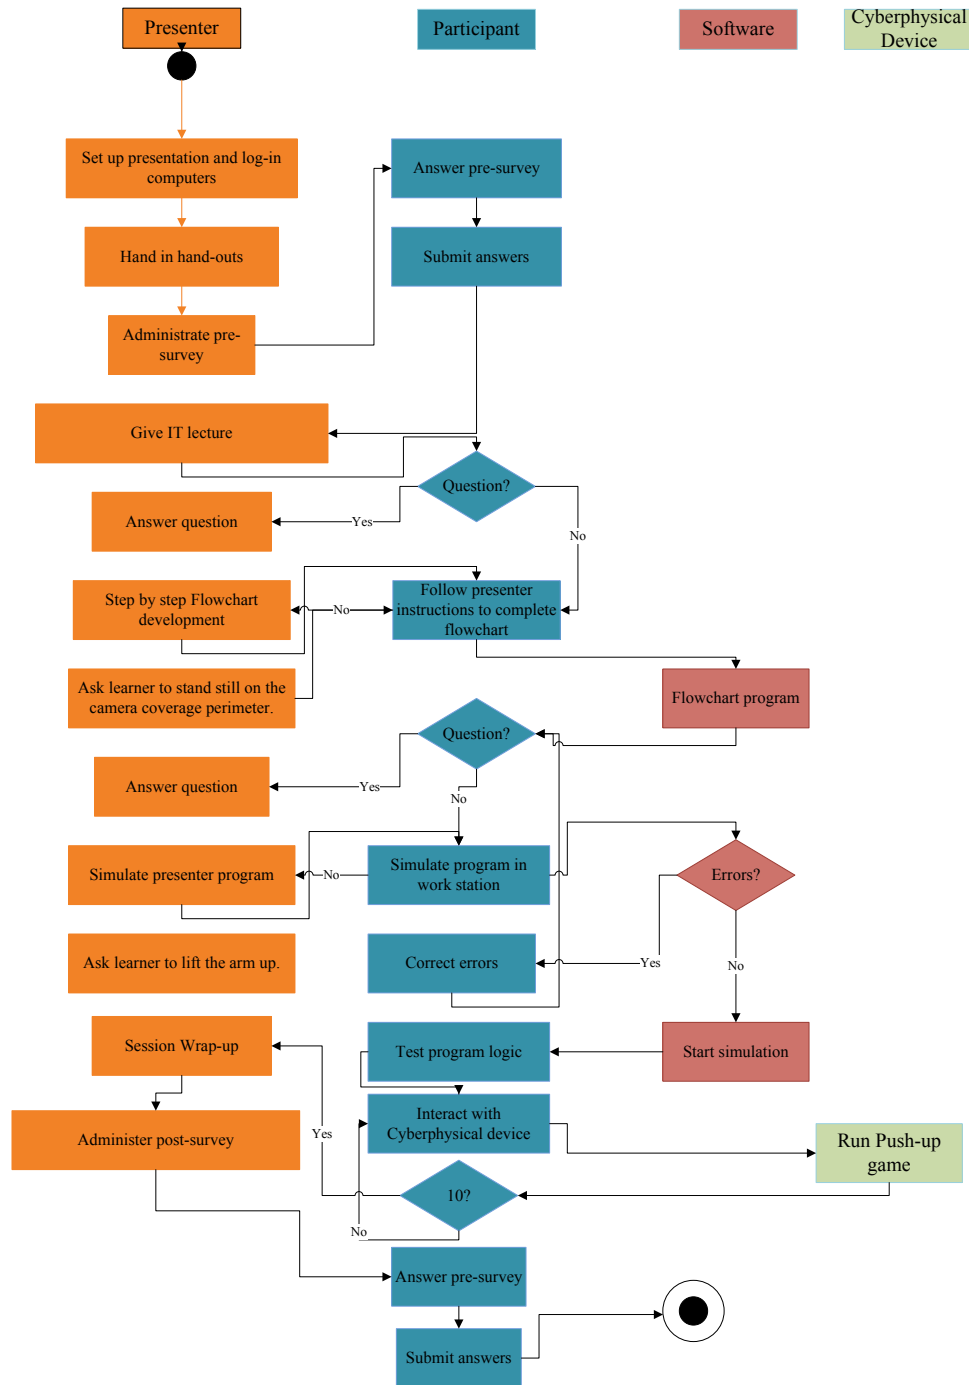 Presenter
Participant
Software
Cyberphysical
Device
Set up presentation and log-in
computers
Answer pre-survey
Hand in hand-outs
Submit answers
Administrate pre-
survey
Give IT lecture
Question?
Answer question
Yes
No
Step by step Flowchart
development
No
Follow presenter
instructions to complete
flowchart
Ask learner to stand still on the
camera coverage perimeter.
Flowchart program
Question?
Answer question
Yes
No
Simulate presenter program
No
Simulate program in
work station
Errors?
Ask learner to lift the arm up.
Correct errors
Yes
No
Session Wrap-up
Test program logic
Start simulation
Interact with
Cyberphysical device
Administer post-survey
Yes
Run Push-up
game
10?
No
Answer pre-survey
Submit answers